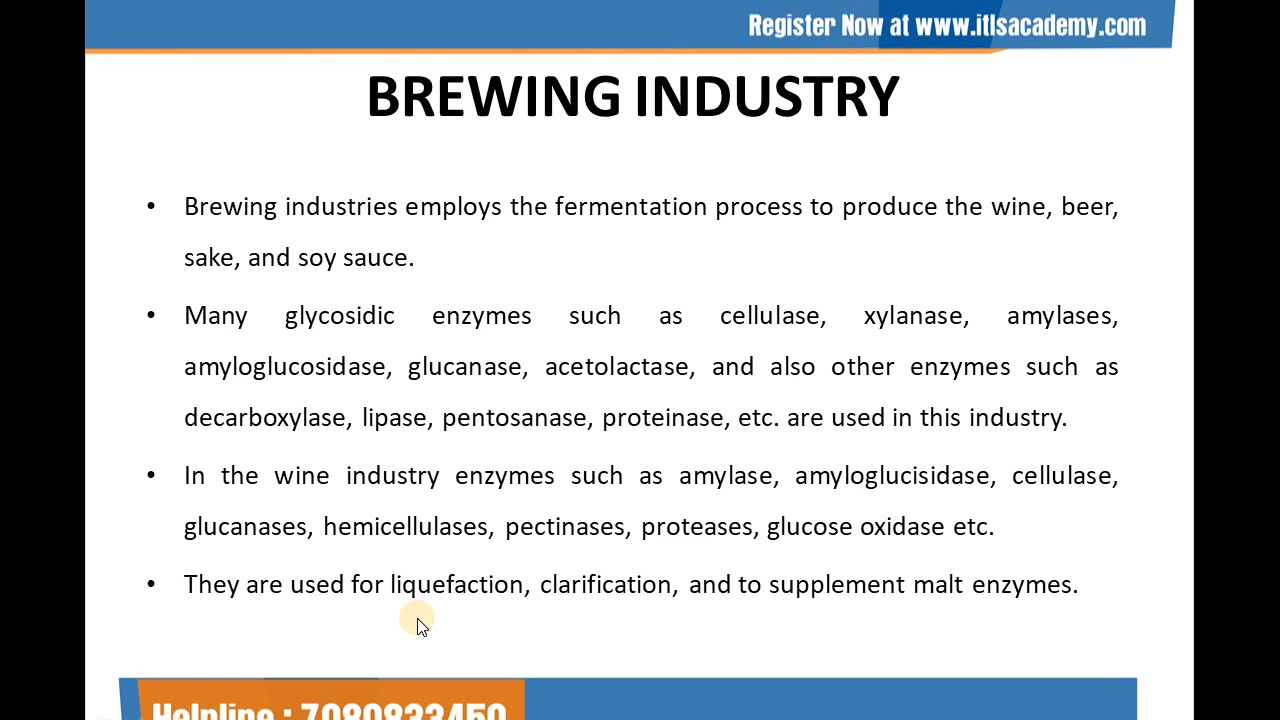 Register Now at www.itlsacademy.com
BREWING INDUSTRY
• Brewing industries employs the fermentation process to produce the wine, beer,
sake, and soy sauce.
• Many glycosidic enzymes such as cellulase, xylanase, amylases,
amyloglucosidase, glucanase, acetolactase, and also other enzymes such as
decarboxylase, lipase, pentosanase, proteinase, etc. are used in this industry.
• In the wine industry enzymes such as amylase, amyloglucisidase, cellulase,
glucanases, hemicellulases, pectinases, proteases, glucose oxidase etc.
• They are used for liquefaction, clarification, and to supplement malt enzymes.
Helpline : 7080833450